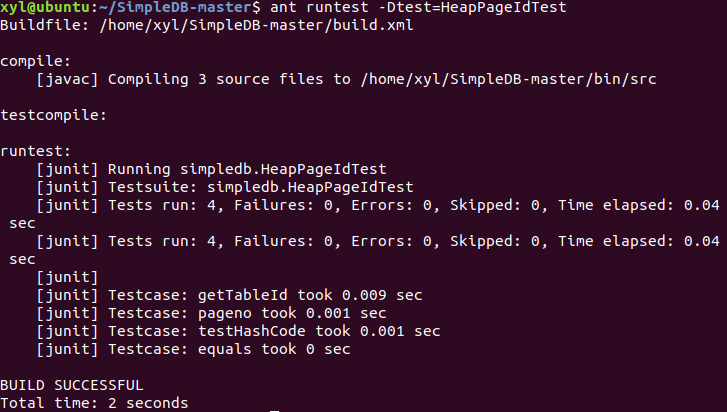 xyl@ubuntu:~/SimpleDB-master$ ant runtest -Dtest=HeapPageIdTest
Buildfile: /home/xyl/SimpleDB-master/build.xml
compile:
[javac] Compiling 3 source files to /home/xyl/SimpleDB-master/bin/src
testcompile:
runtest:
[junit] Running simpledb.HeapPageIdTest
[junit] Testsuite: simpledb.HeapPageIdTest
[junit] Tests run: 4, Failures: 0, Errors: 0, Skipped: 0, Time elapsed: 0.04
sec
[junit] Tests run: 4, Failures: 0, Errors: 0, Skipped: 0, Time elapsed: 0.04
sec
[junit]
[junit] Testcase: getTableId took 0.009 sec
[junit] Testcase: pageno took 0.001 sec
[junit] Testcase: testHashCode took 0.001 sec
[junit] Testcase: equals took 0 sec
BUILD SUCCESSFUL
Total time: 2 seconds